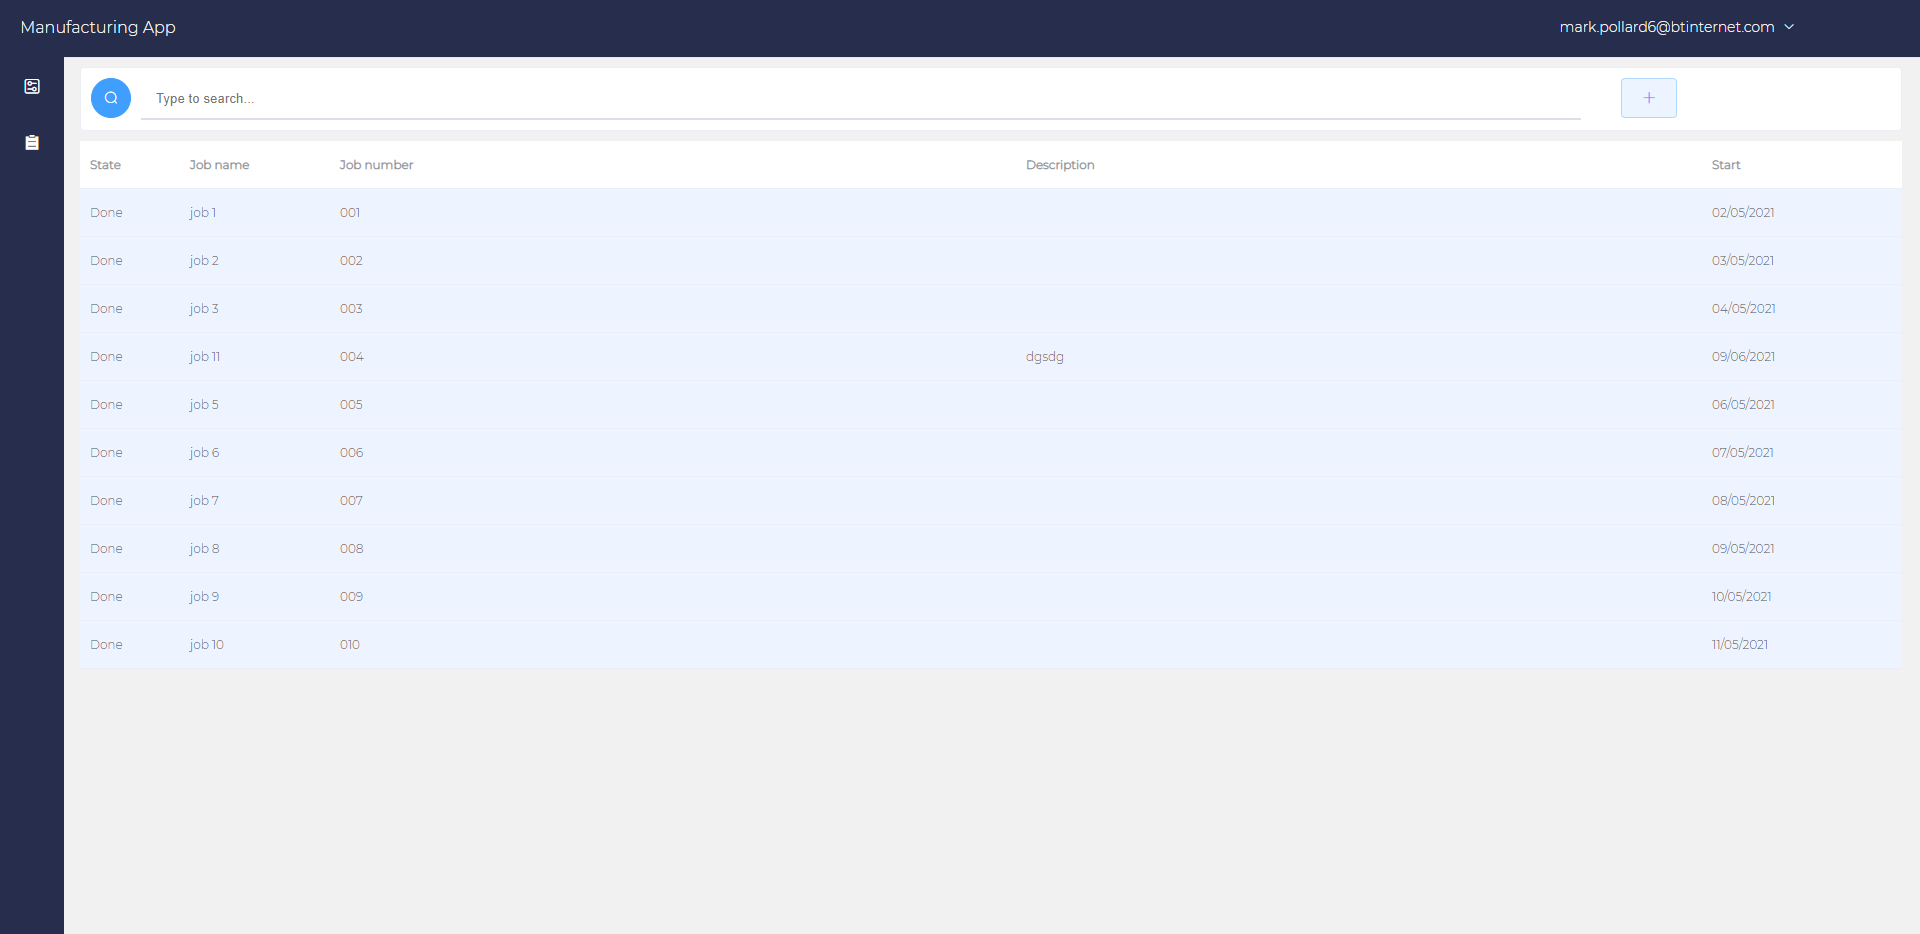 Manufacturing App mark.pollard6@btinternet.com
Type to search...
State Job name Job number Description Start
Done job 1 001 02/05/2021
Done job 2 002 03/05/2021
Done job 3 003 04/05/2021
Done job 11 004 dgsdg 09/06/2021
Done job 5 005 06/05/2021
Done job 6 006 07/05/2021
Done job 7 007 08/05/2021
Done job 8 008 09/05/2021
Done job 9 009 10/05/2021
Done job 10 010 11/05/2021